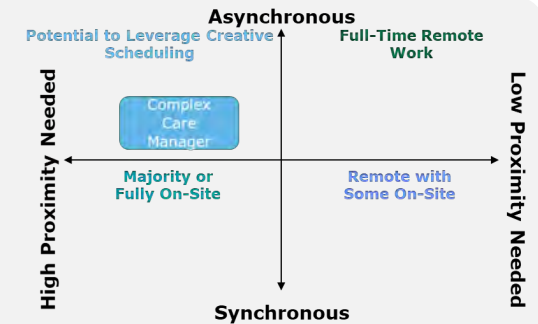 Asynchronous
Potential to Leverage Creative
Scheduling
Full-Time Remote
Work
High Proximity Needed
Complex
Care
Manager
Low Proximity Needed
Majority or
Fully On-Site
Remote with
Some On-Site
Synchronous